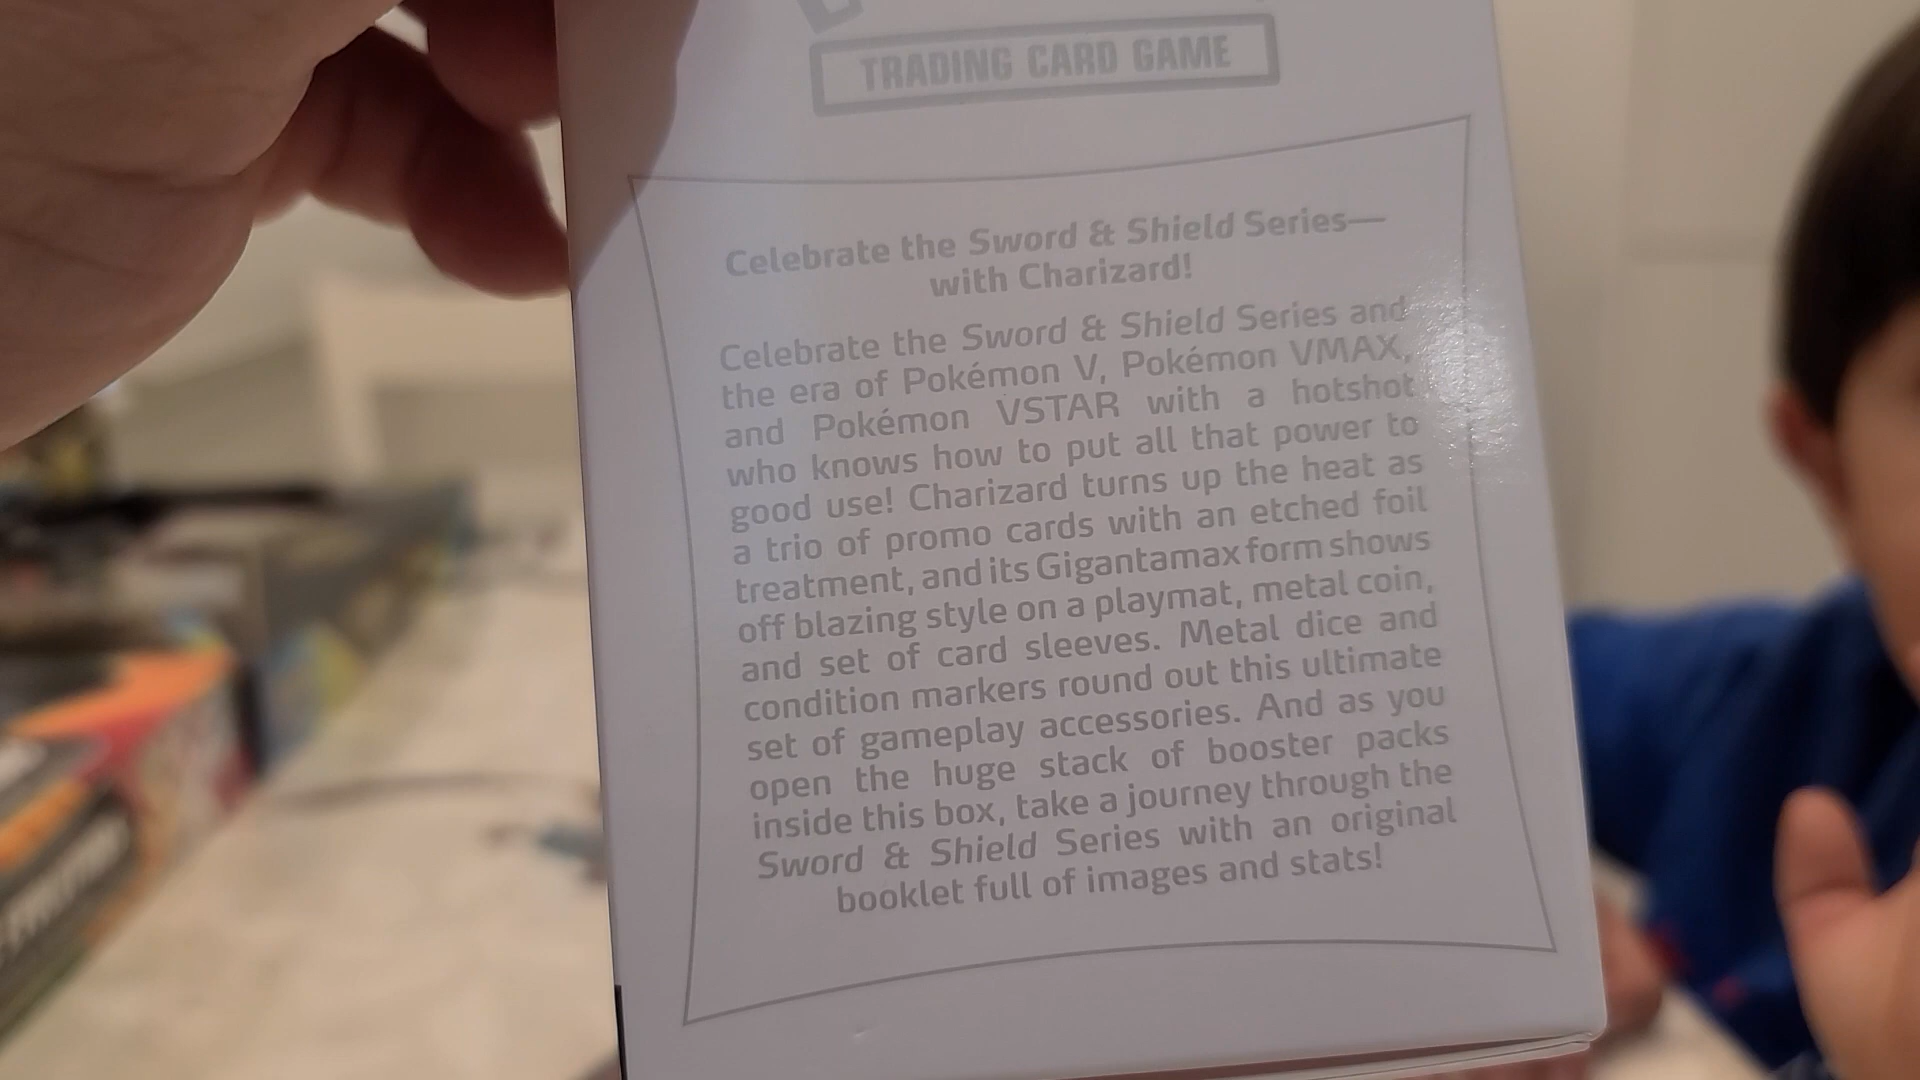 TRADING CARD GAME
Celebrate the Sword & Shield Series—
with Charizard!
Celebrate the Sword & Shield Series and
the era of Pokémon V, Pokémon VMAX,
and Pokémon VSTAR with a hotshot
who knows how to put all that power to
good use! Charizard turns up the heat as
a trio of promo cards with an etched foil
treatment, and its Gigantamax form shows
off blazing style on a playmat, metal coin,
and set of card sleeves. Metal dice and
condition markers round out this ultimate
set of gameplay accessories. And as you
open the huge stack of booster packs
inside this box, take a journey through the
Sword & Shield Series with an original
booklet full of images and stats!